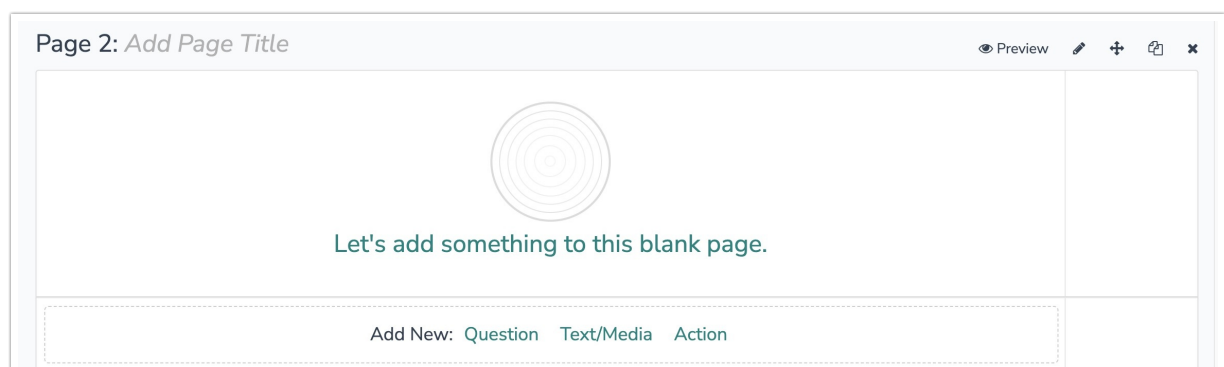 Page 2: Add Page Title
Preview
Let's add something to this blank page.
Add New: Question Text/Media Action